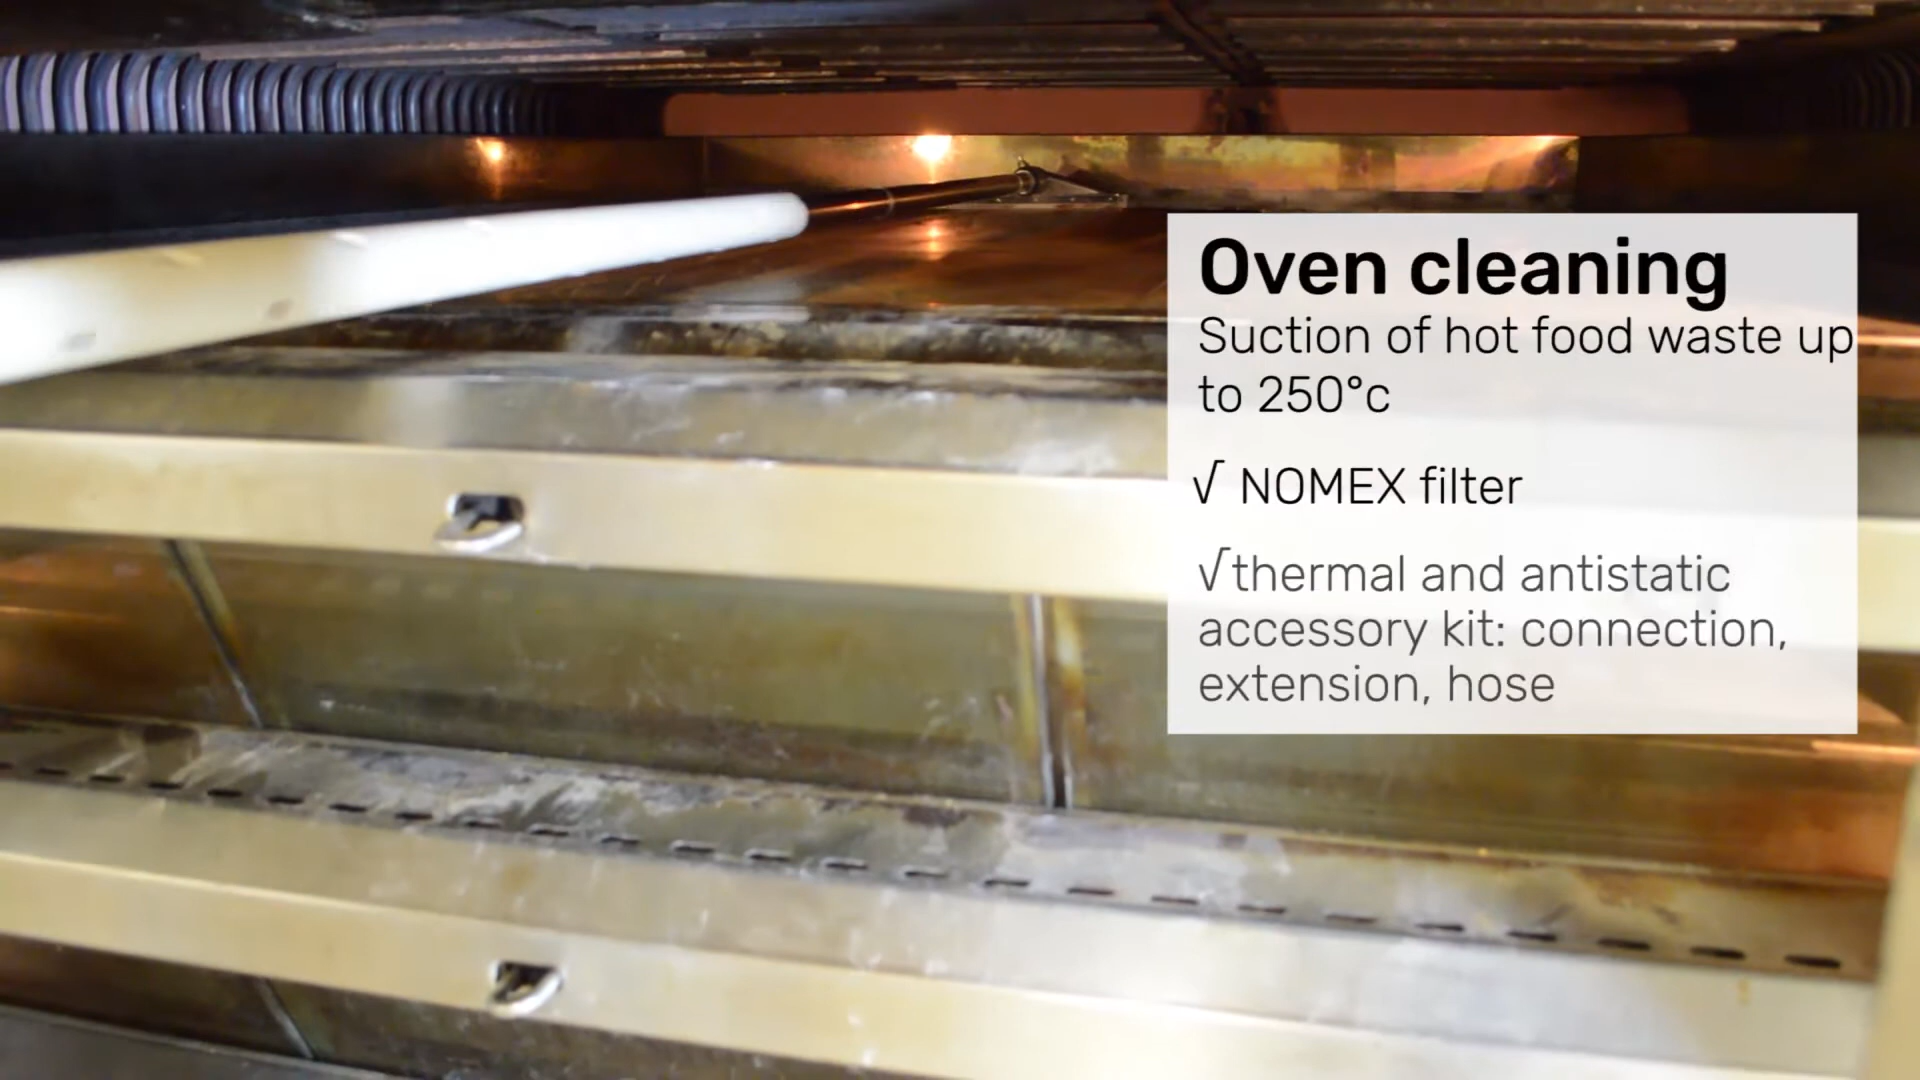 Oven cleaning
Suction of hot food waste up
to 250°c
√ NOMEX filter
√thermal and antistatic
accessory kit: connection,
extension, hose